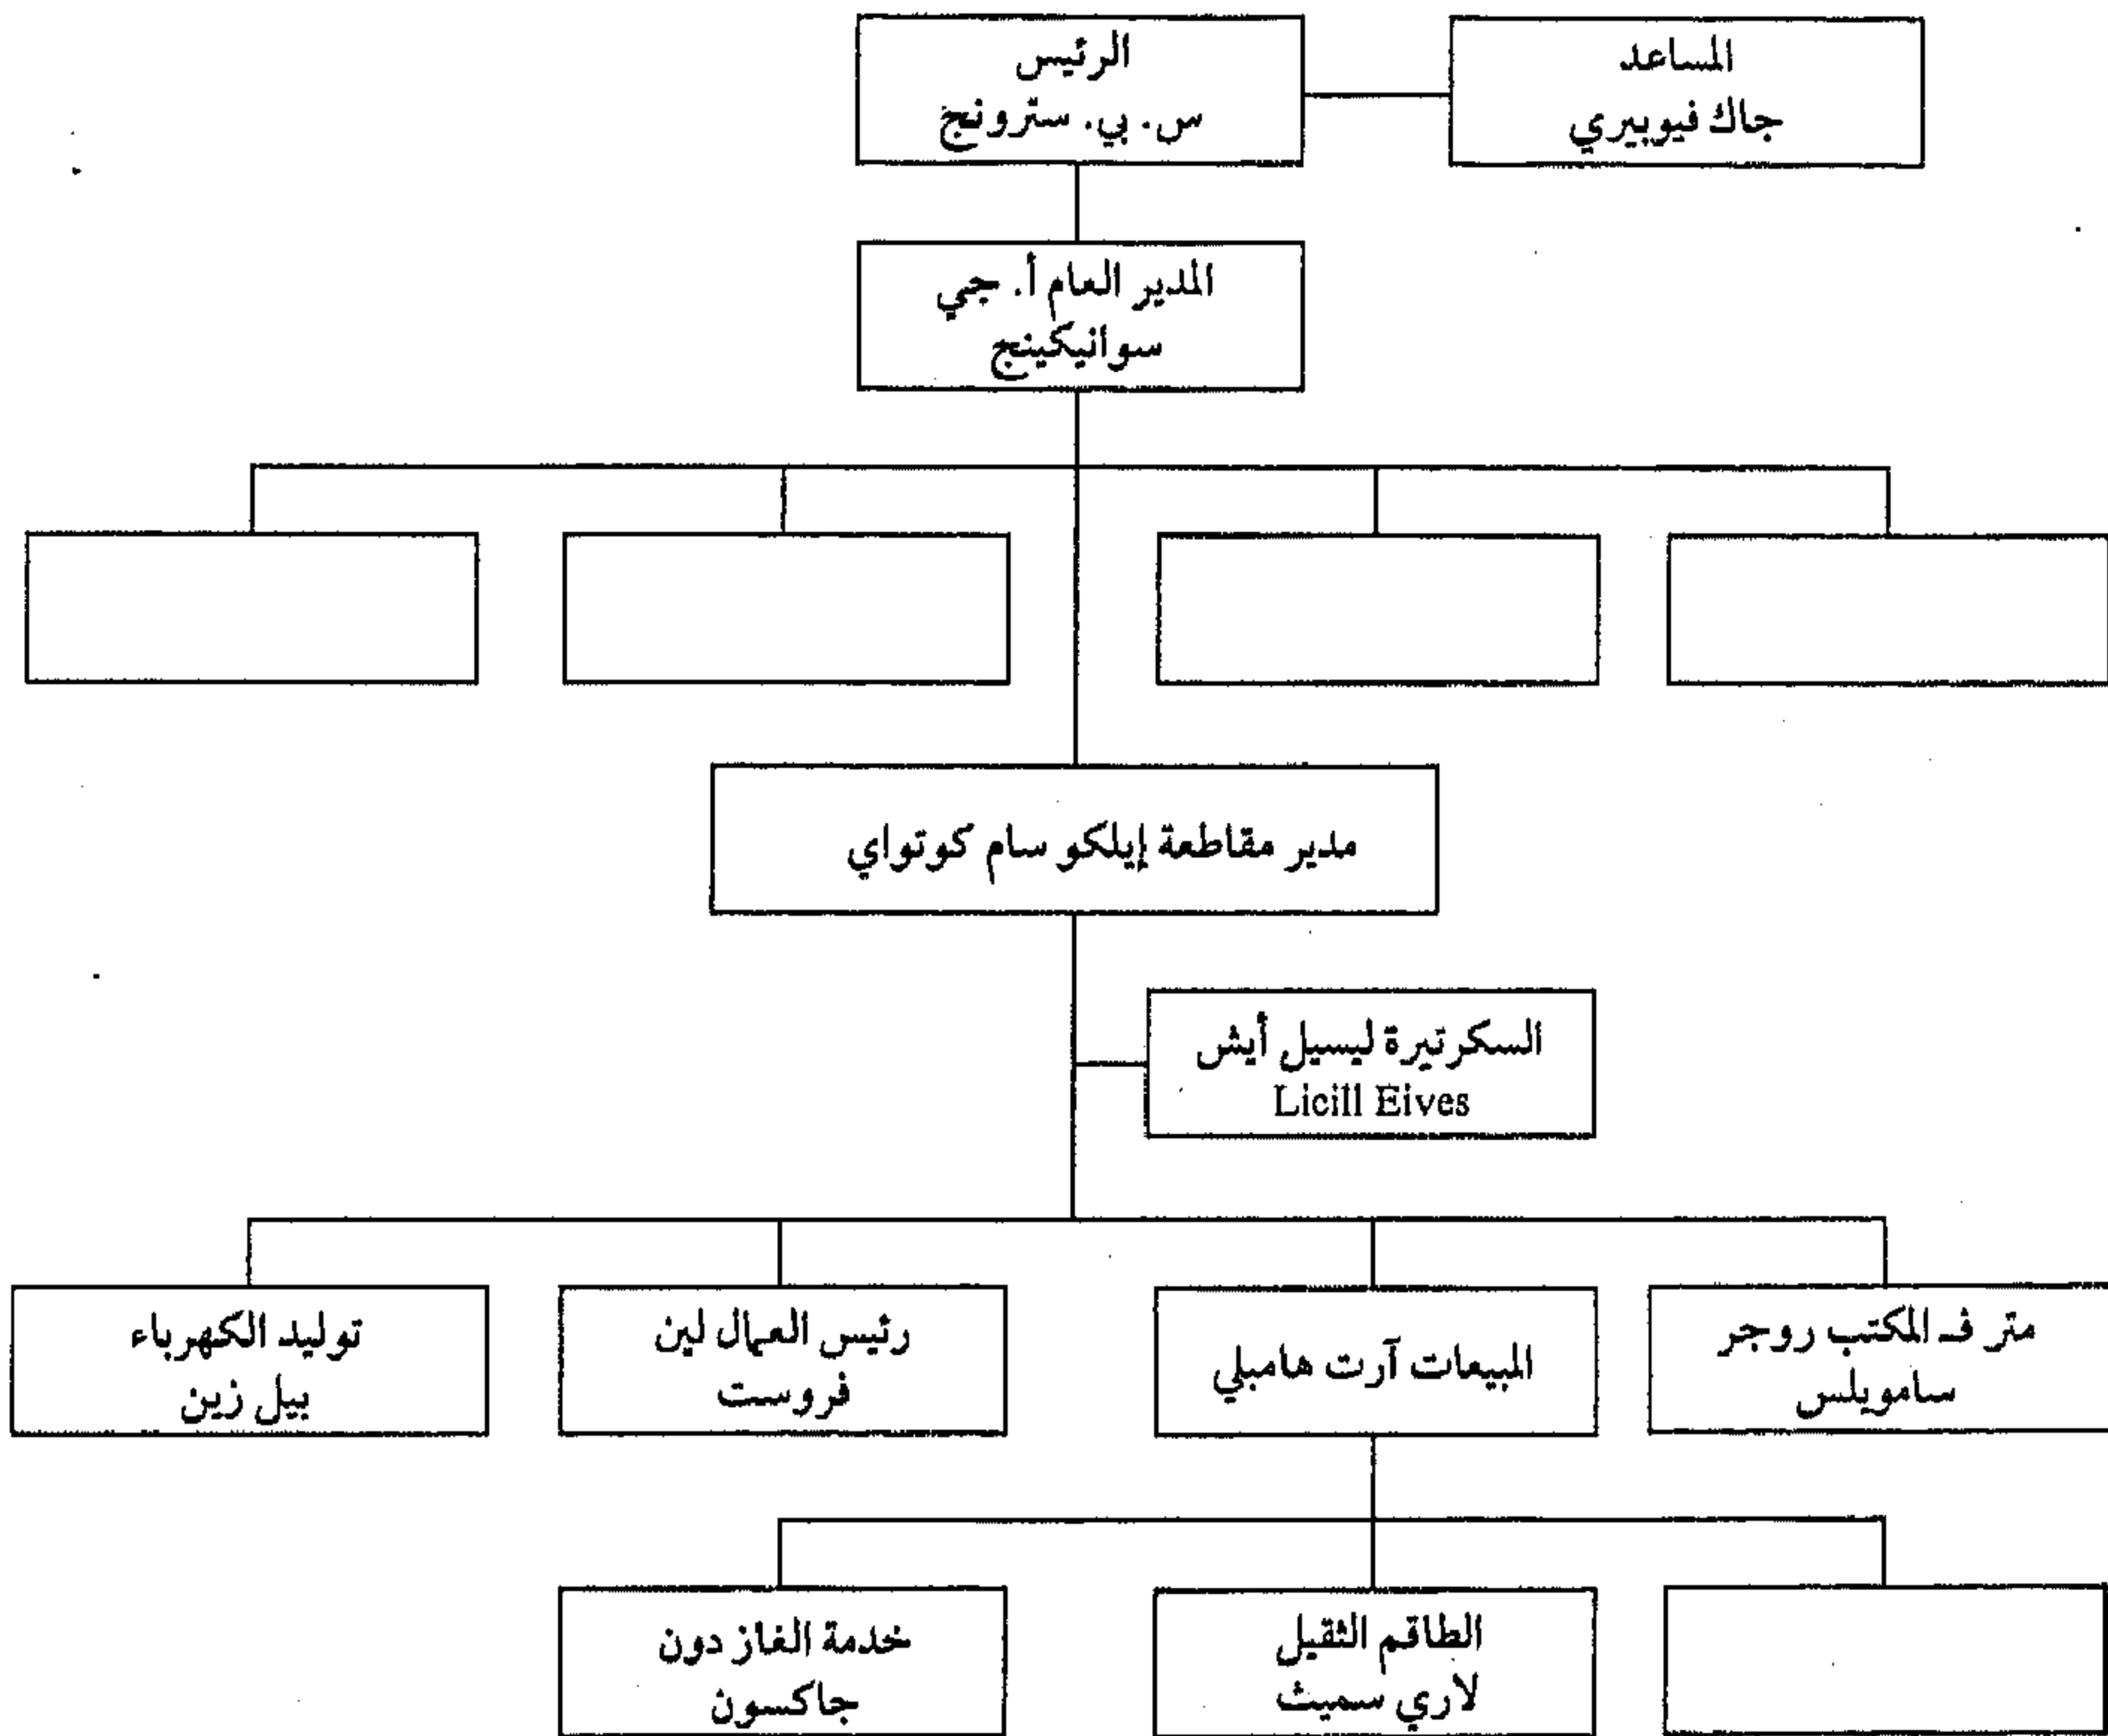 الرئيس
س. بي. سترونج
المساعد
جاك فيوبيري
المدير العام أ. جي
سوانيكينج
مدير مقاطعة إيلكو سام كوتواي
السكرتيرة ليسيل أيش
Licill Eives
متر ف المكتب روجر
سامويلس
المبيعات آرت هامبلي
رئيس العمال لين
فروست
توليد الكهرباء
بيل زين
الطاقم الثقيل
لاري سميث
خدمة الغاز دون
جاكسون